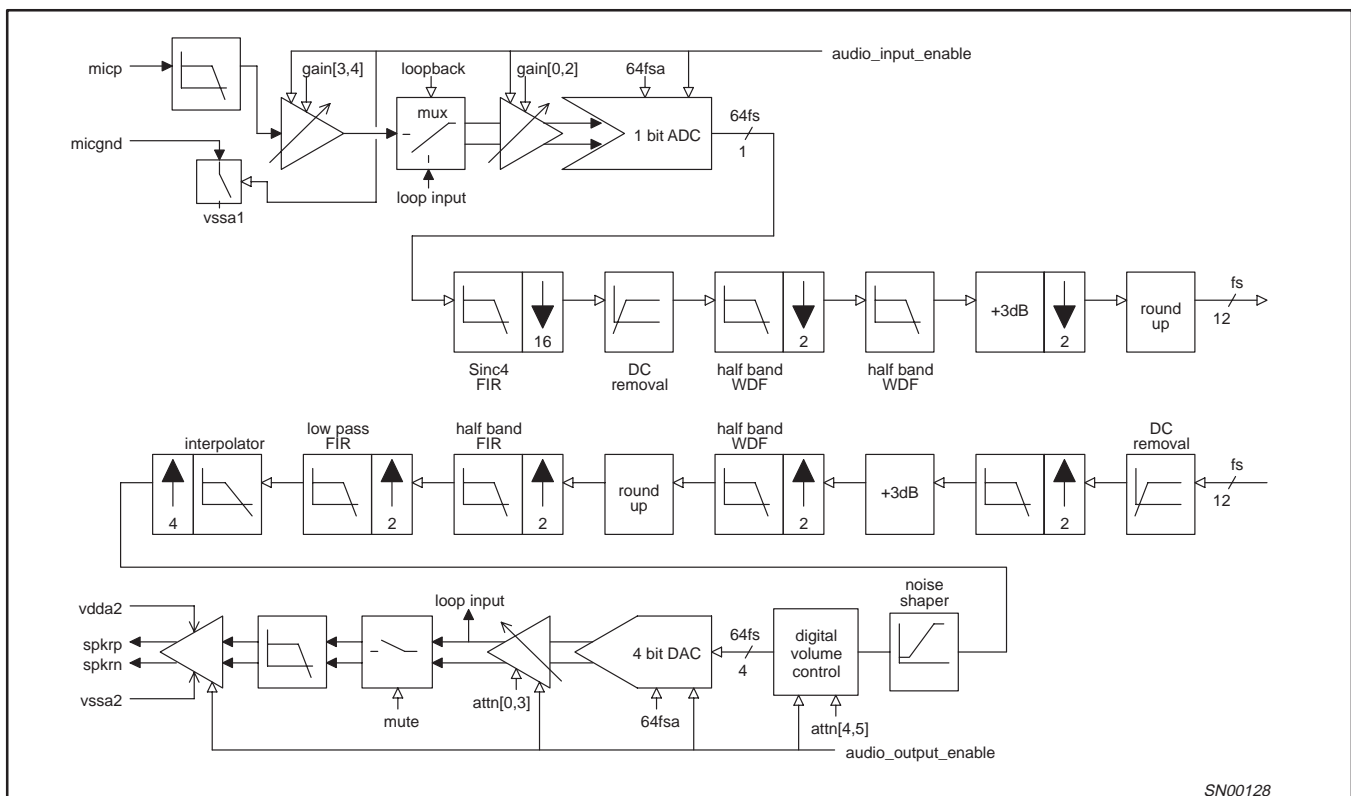 audio_input_enable
micp
gain[3,4]
loopback
gain[0,2]
64fsa
mux
1 bit ADC
64fs
1
micgnd
loop input
vssa1
16
2
+3dB
2
round
up
fs
12
Sinc4
FIR
DC
removal
half band
WDF
half band
WDF
interpolator
low pass
FIR
half band
FIR
half band
WDF
DC
removal
4
2
2
round
up
2
+3dB
2
fs
12
noise
shaper
vdda2
loop input
spkrp
spkrn
4 bit DAC
64fs
4
digital
volume
control
vssa2
attn[0,3]
mute
64fsa
attn[4,5]
audio_output_enable
SN00128